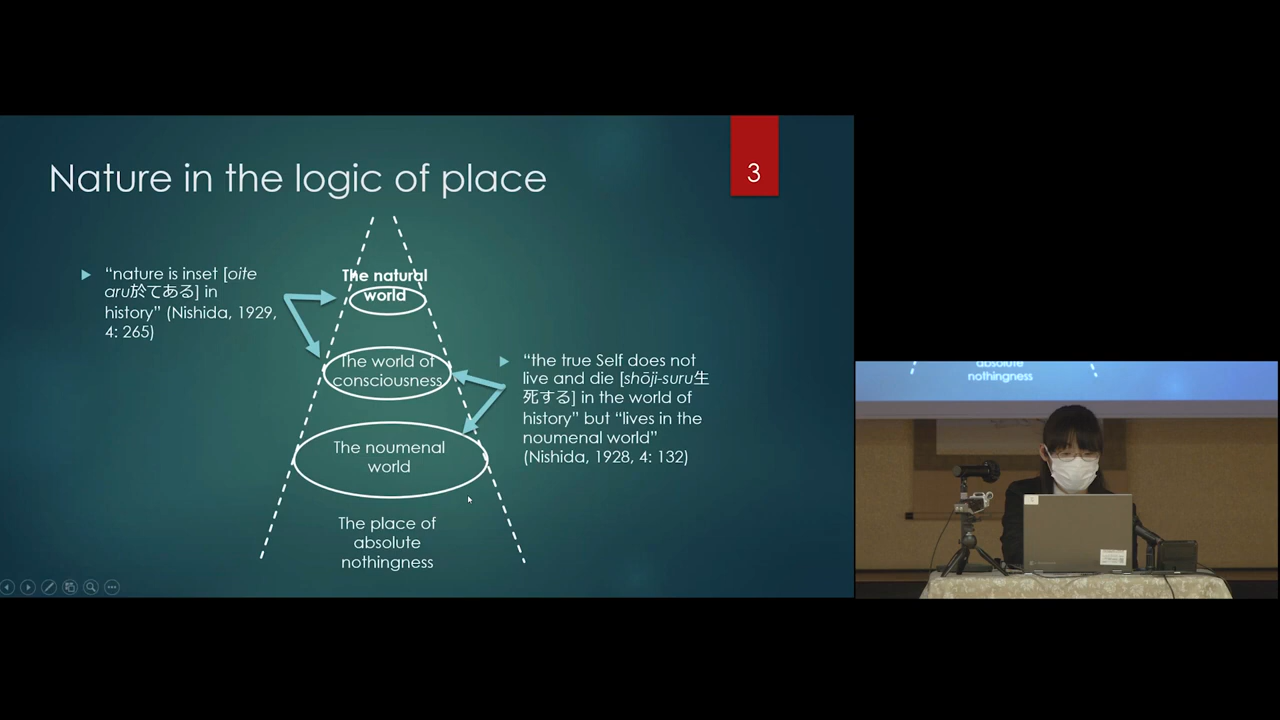 Nature in the logic of place
3
“nature is inset [oite
aru於てある] in
history” (Nishida, 1929,
4: 265)
The natural
world
The world of
consciousness
“the true Self does not
live and die [shōji-suru生
死する] in the world of
history” but “lives in the
noumenal world”
(Nishida, 1928, 4: 132)
The noumenal
world
The place of
absolute
nothingness
absolute
nothingness